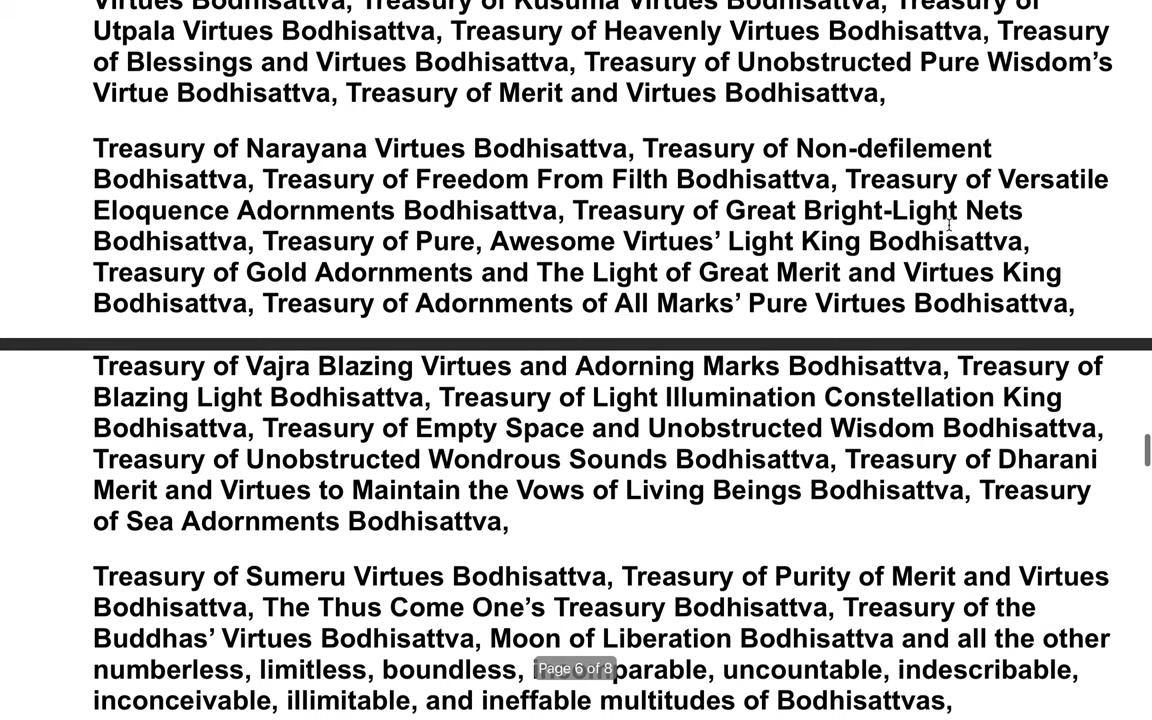 Virtues Bodhisattva, Treasury of Kusuma Virtues Bodhisattva, Treasury of
Utpala Virtues Bodhisattva, Treasury of Heavenly Virtues Bodhisattva, Treasury
of Blessings and Virtues Bodhisattva, Treasury of Unobstructed Pure Wisdom’s
Virtue Bodhisattva, Treasury of Merit and Virtues Bodhisattva,
Treasury of Narayana Virtues Bodhisattva, Treasury of Non-defilement
Bodhisattva, Treasury of Freedom From Filth Bodhisattva, Treasury of Versatile
Eloquence Adornments Bodhisattva, Treasury of Great Bright-Light Nets
Bodhisattva, Treasury of Pure, Awesome Virtues’ Light King Bodhisattva,
Treasury of Gold Adornments and The Light of Great Merit and Virtues King
Bodhisattva, Treasury of Adornments of All Marks’ Pure Virtues Bodhisattva,
Treasury of Vajra Blazing Virtues and Adorning Marks Bodhisattva, Treasury of
Blazing Light Bodhisattva, Treasury of Light Illumination Constellation King
Bodhisattva, Treasury of Empty Space and Unobstructed Wisdom Bodhisattva,
Treasury of Unobstructed Wondrous Sounds Bodhisattva, Treasury of Dharani
Merit and Virtues to Maintain the Vows of Living Beings Bodhisattva, Treasury
of Sea Adornments Bodhisattva,
Treasury of Sumeru Virtues Bodhisattva, Treasury of Purity of Merit and Virtues
Bodhisattva, The Thus Come One’s Treasury Bodhisattva, Treasury of the
Buddhas’ Virtues Bodhisattva, Moon of Liberation Bodhisattva and all the other
numberless, limitless, boundless, incomparable, uncountable, indescribable,
Page 6 of 8
inconceivable, illimitable, and ineffable multitudes of Bodhisattvas,